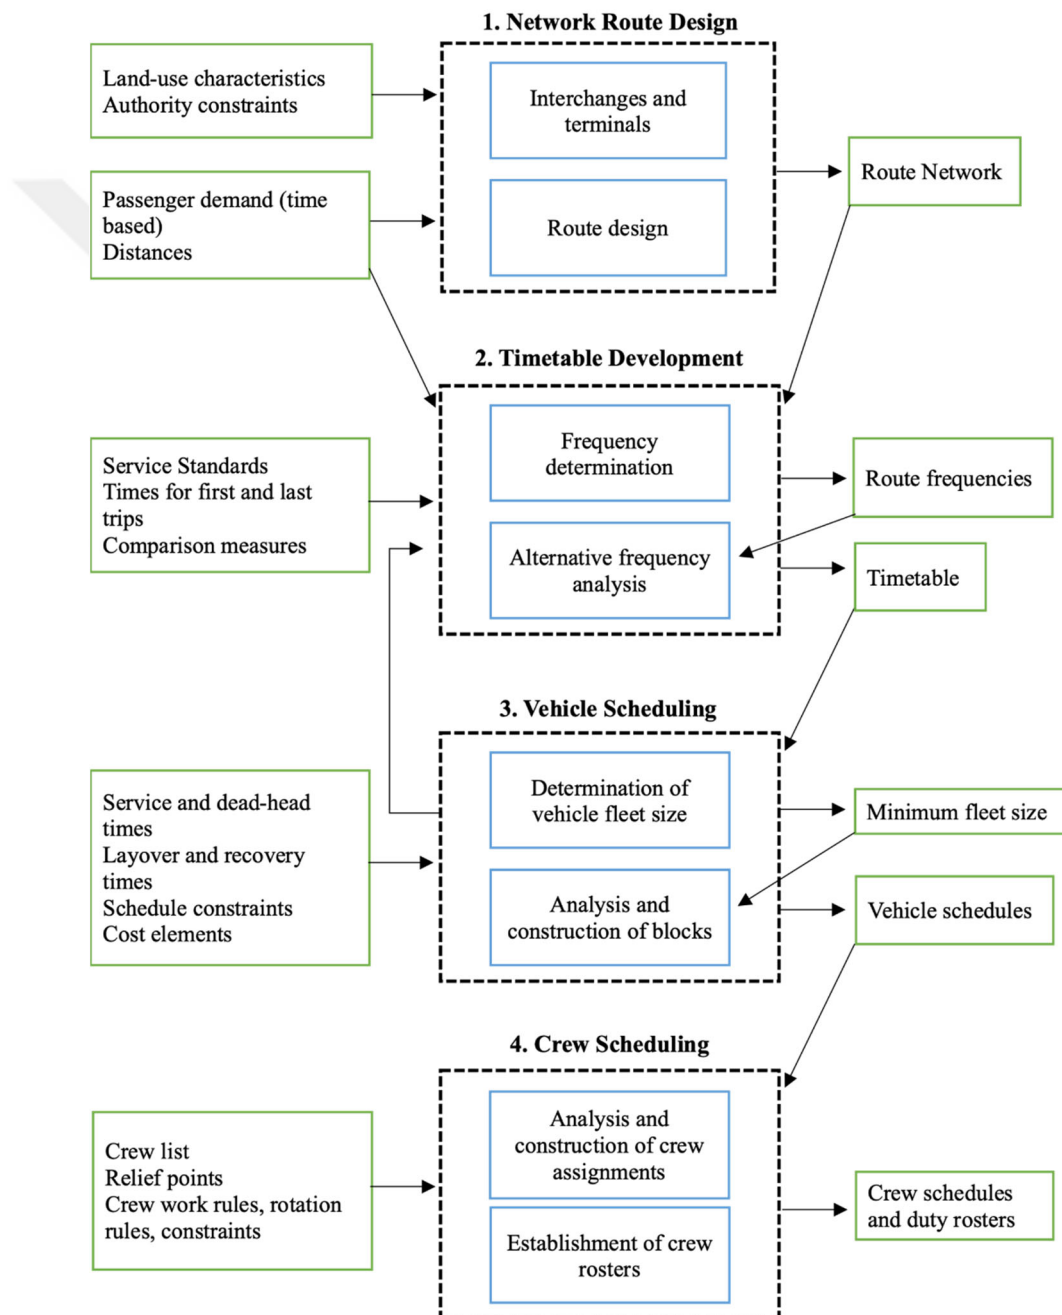 1. Network Route Design
Land-use characteristics
Authority constraints
Interchanges and
terminals
Passenger demand (time
based)
Distances
Route design
Route Network
2. Timetable Development
Service Standards
Times for first and last
trips
Comparison measures
Frequency
determination
Alternative frequency
analysis
Route frequencies
Timetable
3. Vehicle Scheduling
Service and dead-head
times
Layover and recovery
times
Schedule constraints
Cost elements
Determination of
vehicle fleet size
Analysis and
construction of blocks
Minimum fleet size
Vehicle schedules
4. Crew Scheduling
Crew list
Relief points
Crew work rules, rotation
rules, constraints
Analysis and
construction of crew
assignments
Establishment of crew
rosters
Crew schedules
and duty rosters